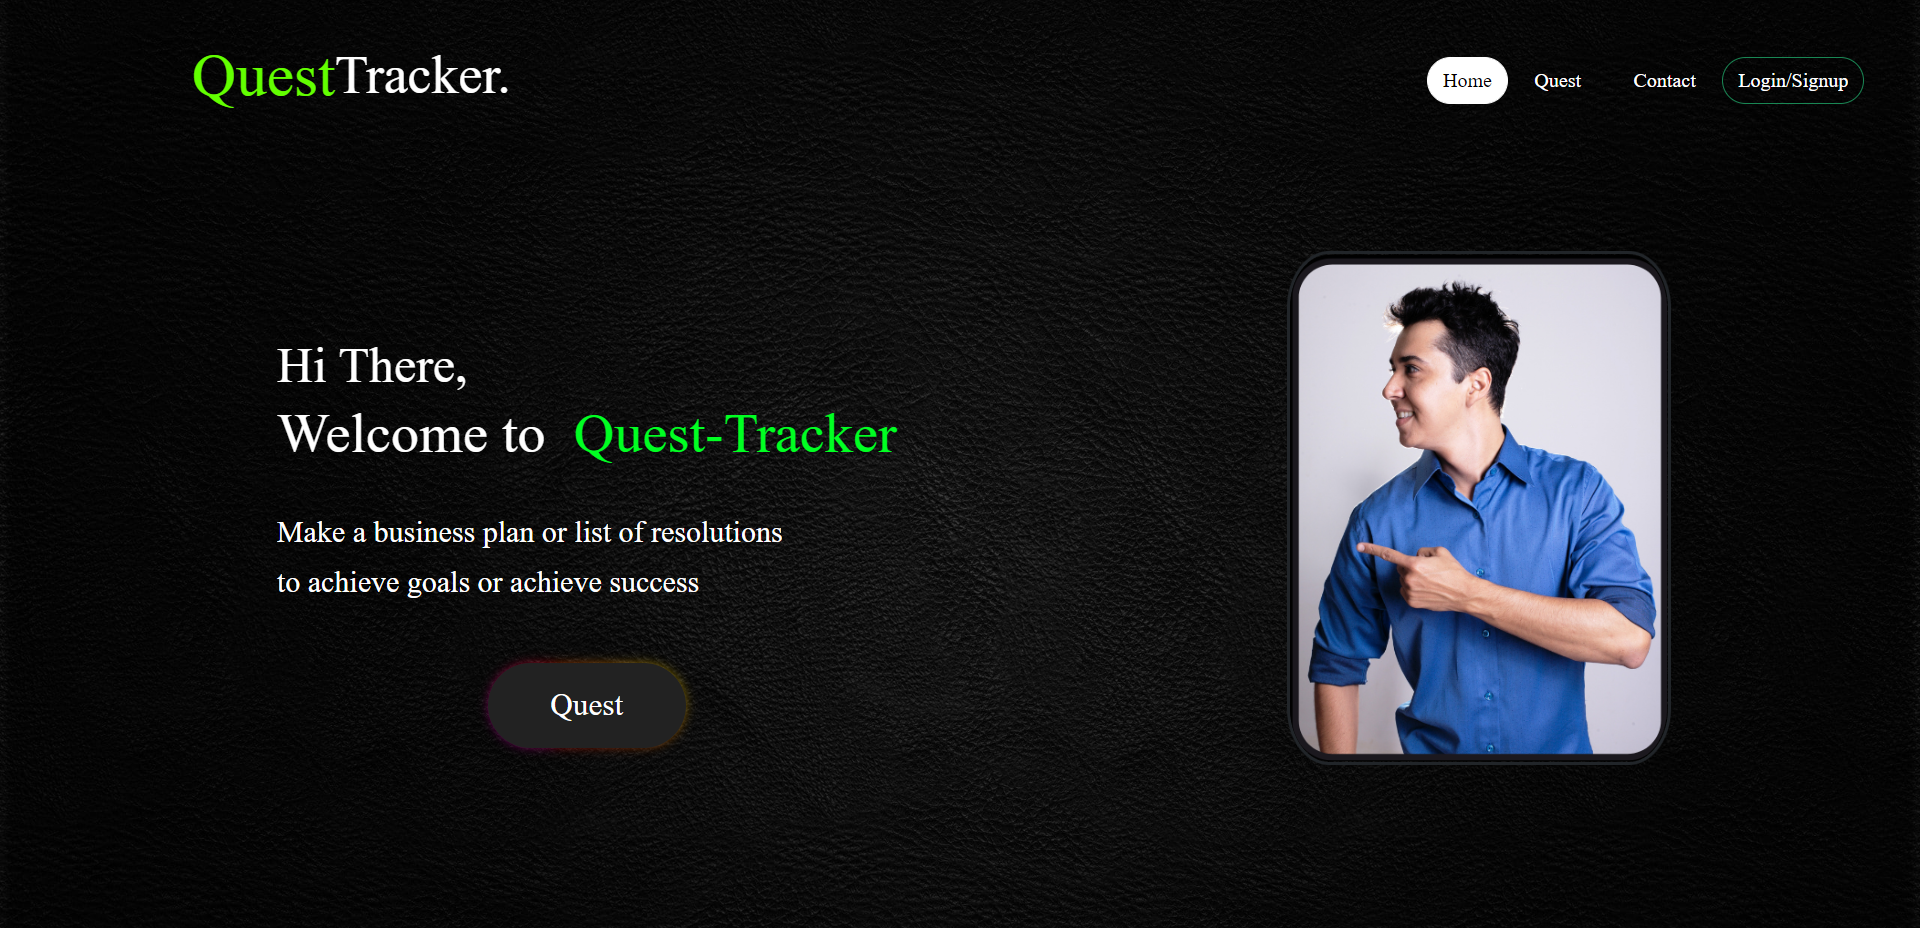 QuestTracker.
Home Quest Contact Login/Signup
Hi There,
Welcome to Quest-Tracker
Make a business plan or list of resolutions
to achieve goals or achieve success
Quest